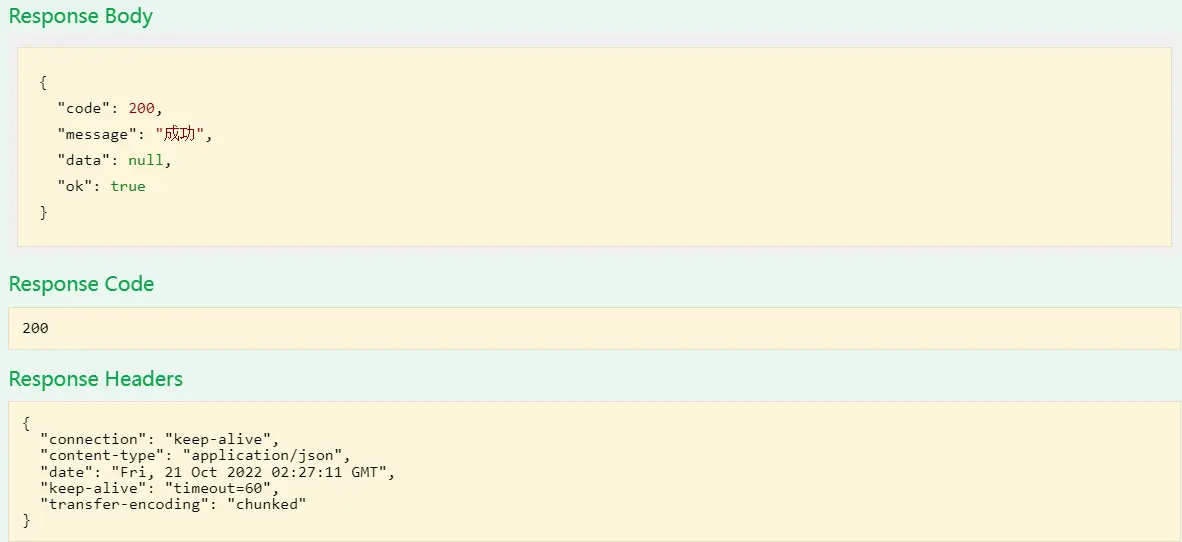 Response Body
{
"code": 200,
"message": "成功",
"data": null,
"ok": true
}
Response Code
200
Response Headers
{
"connection": "keep-alive",
"content-type": "application/json",
"date": "Fri, 21 Oct 2022 02:27:11 GMT",
"keep-alive": "timeout=60",
"transfer-encoding": "chunked"
}